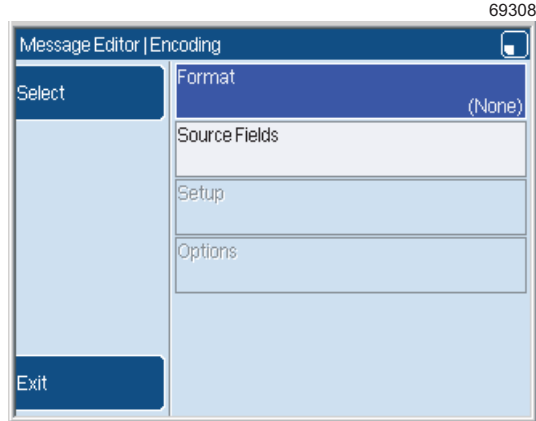 69308
Message Editor | Encoding
Select
Format
(None)
Source Fields
Setup
Options
Exit